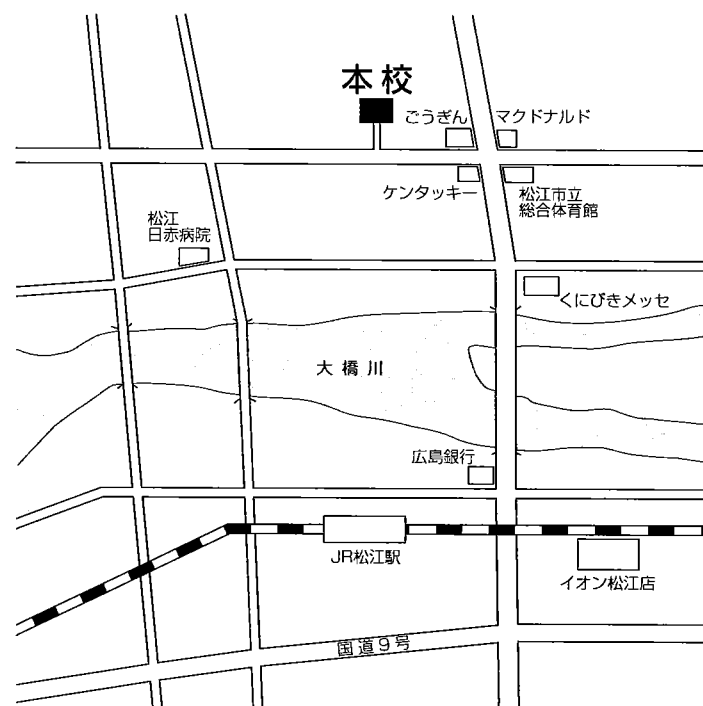 本校
ごうぎん
マクドナルド
ケンタッキー
松江市立
総合体育館
松江
日赤病院
くにびきメッセ
大橋川
広島銀行
JR松江駅
イオン松江店
国道9号